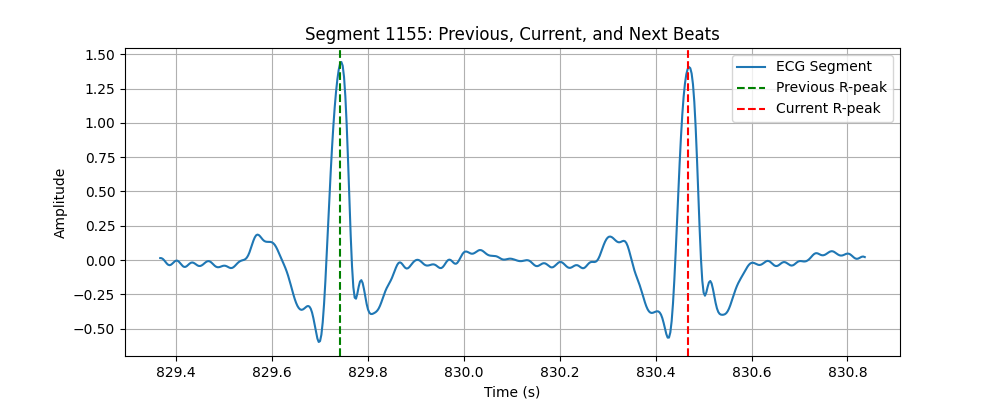 Segment 1155: Previous, Current, and Next Beats
ECG Segment
Previous R-peak
Current R-peak
1.50
1.25
1.00
0.75
0.50
0.25
0.00
−0.25
−0.50
Amplitude
829.4 829.6 829.8 830.0 830.2 830.4 830.6 830.8
Time (s)